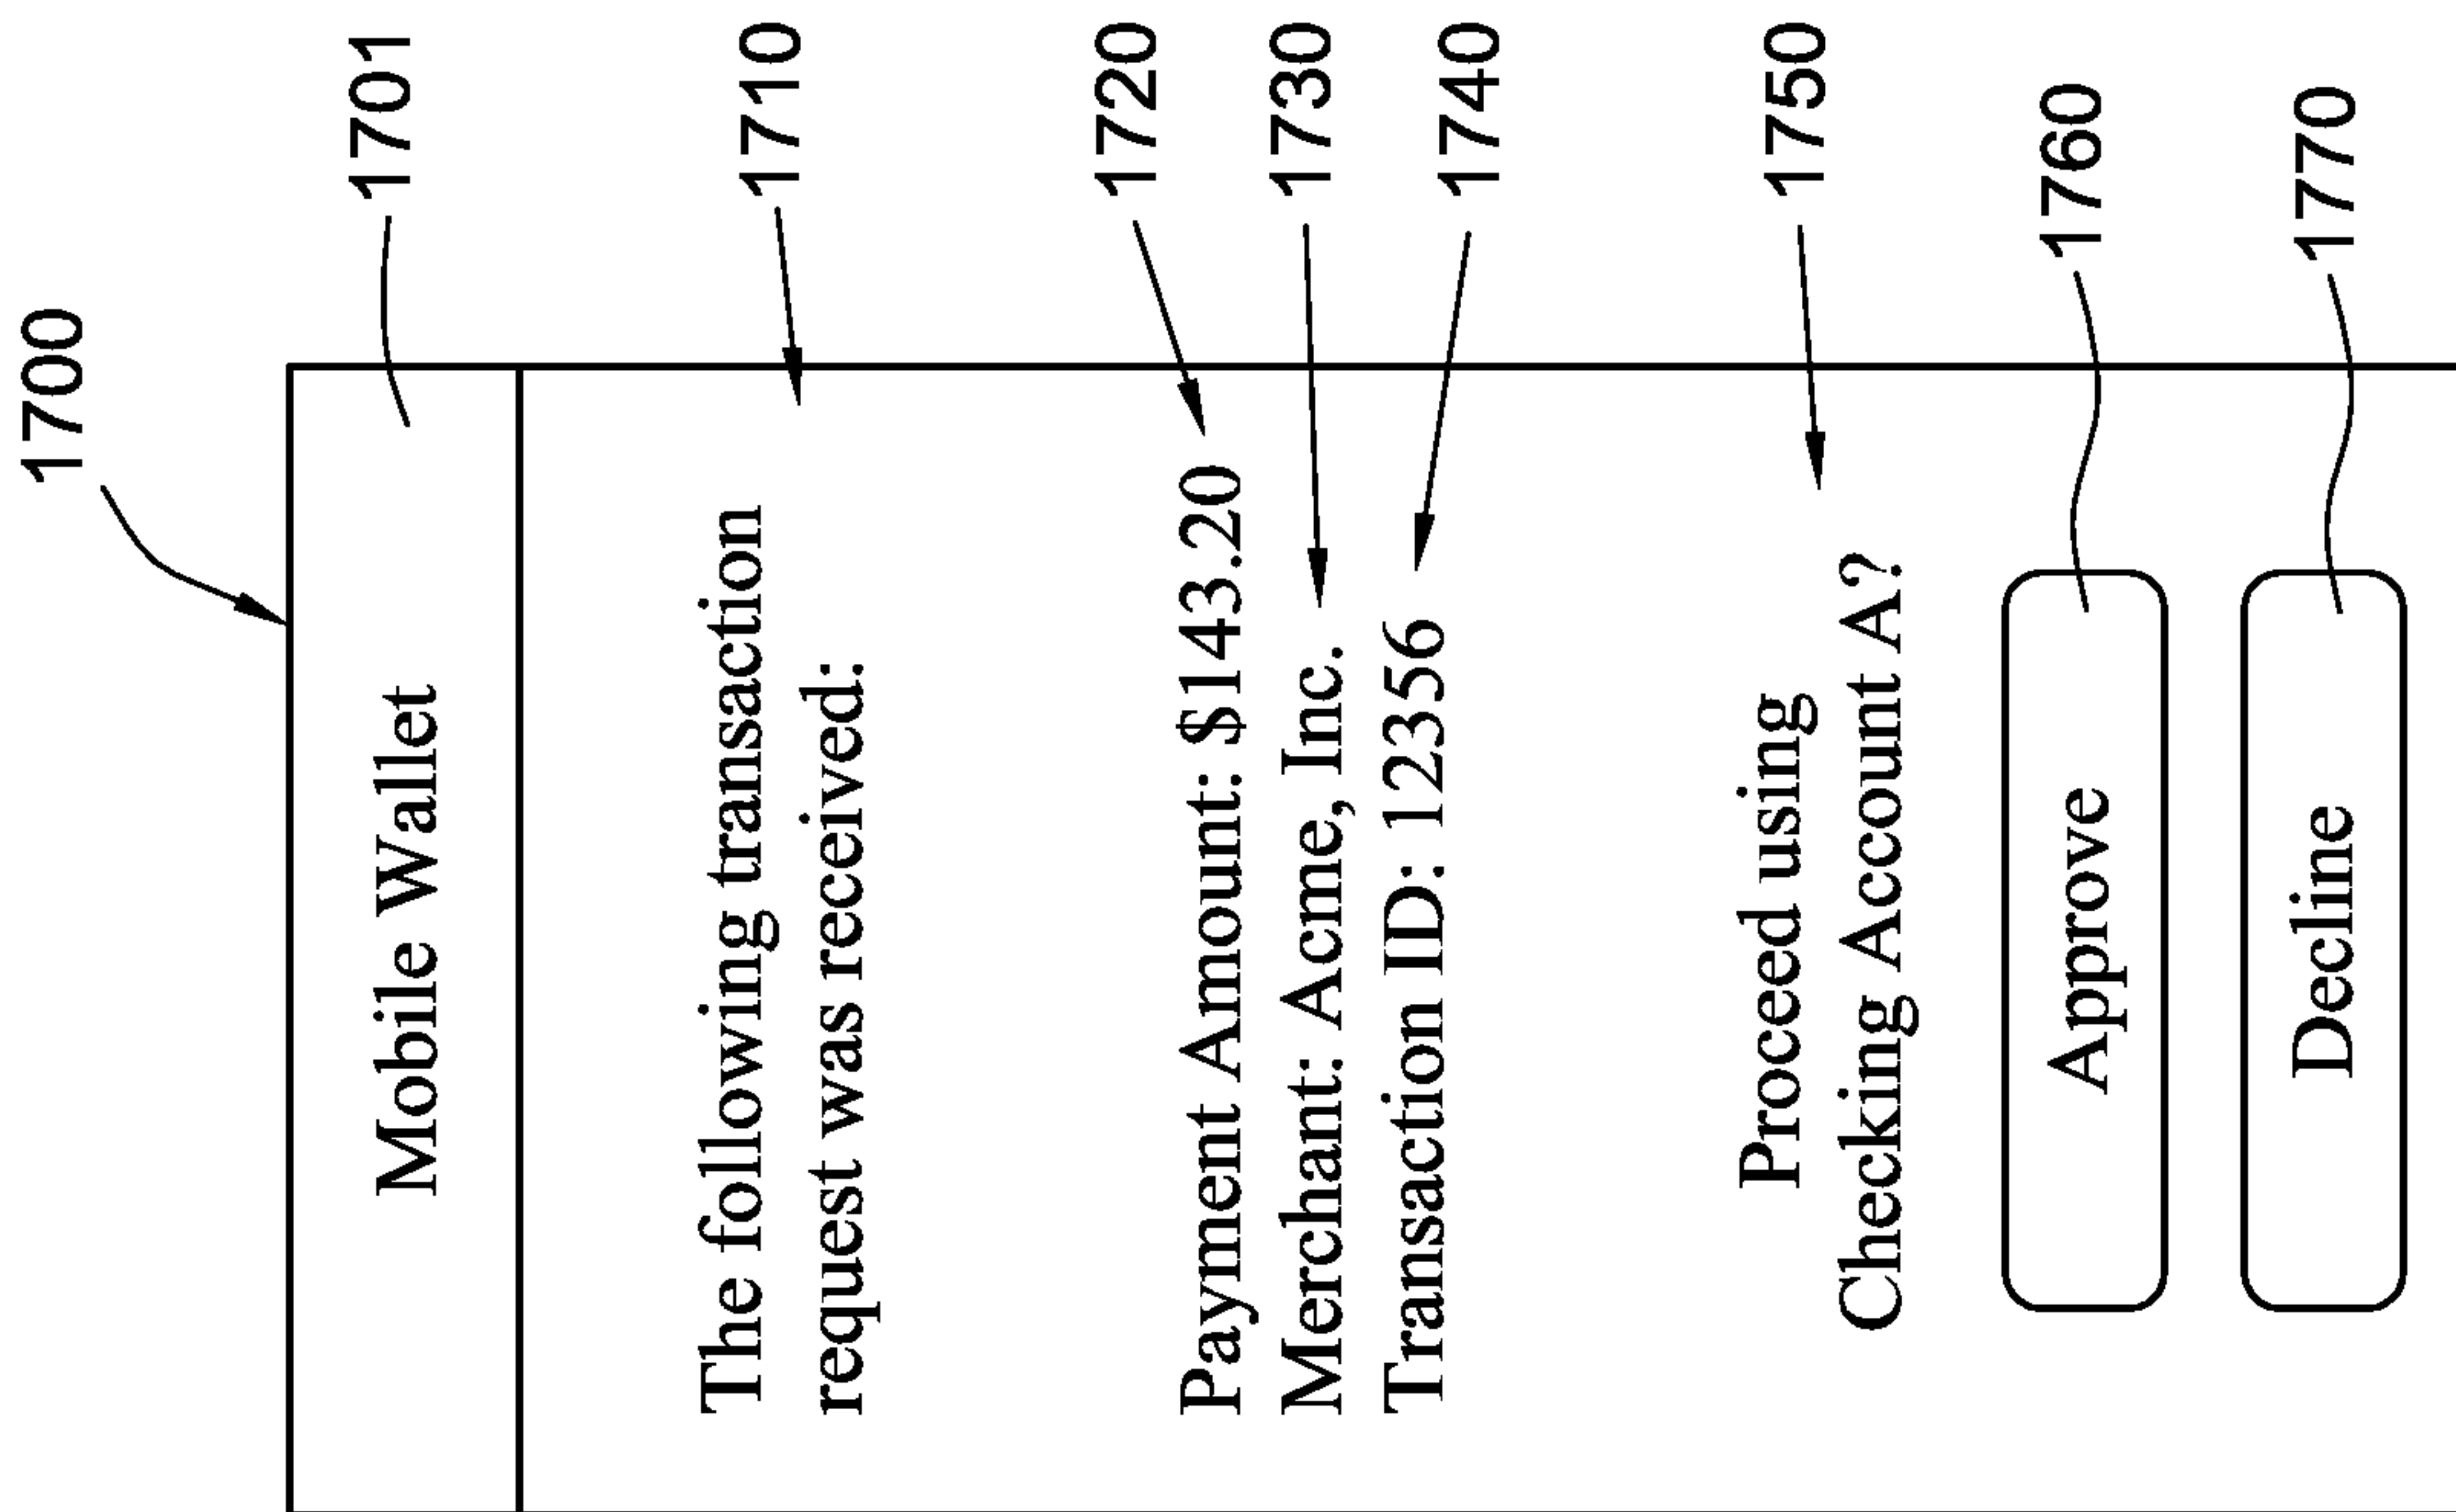 1700
Mobile Wallet
1701
The following transaction
request was received:
1710
Payment Amount: $143.20
1720
Merchant: Acme, Inc.
1730
Transaction ID: 12356
1740
Proceed using
Checking Account A?
1750
Approve
1760
Decline
1770